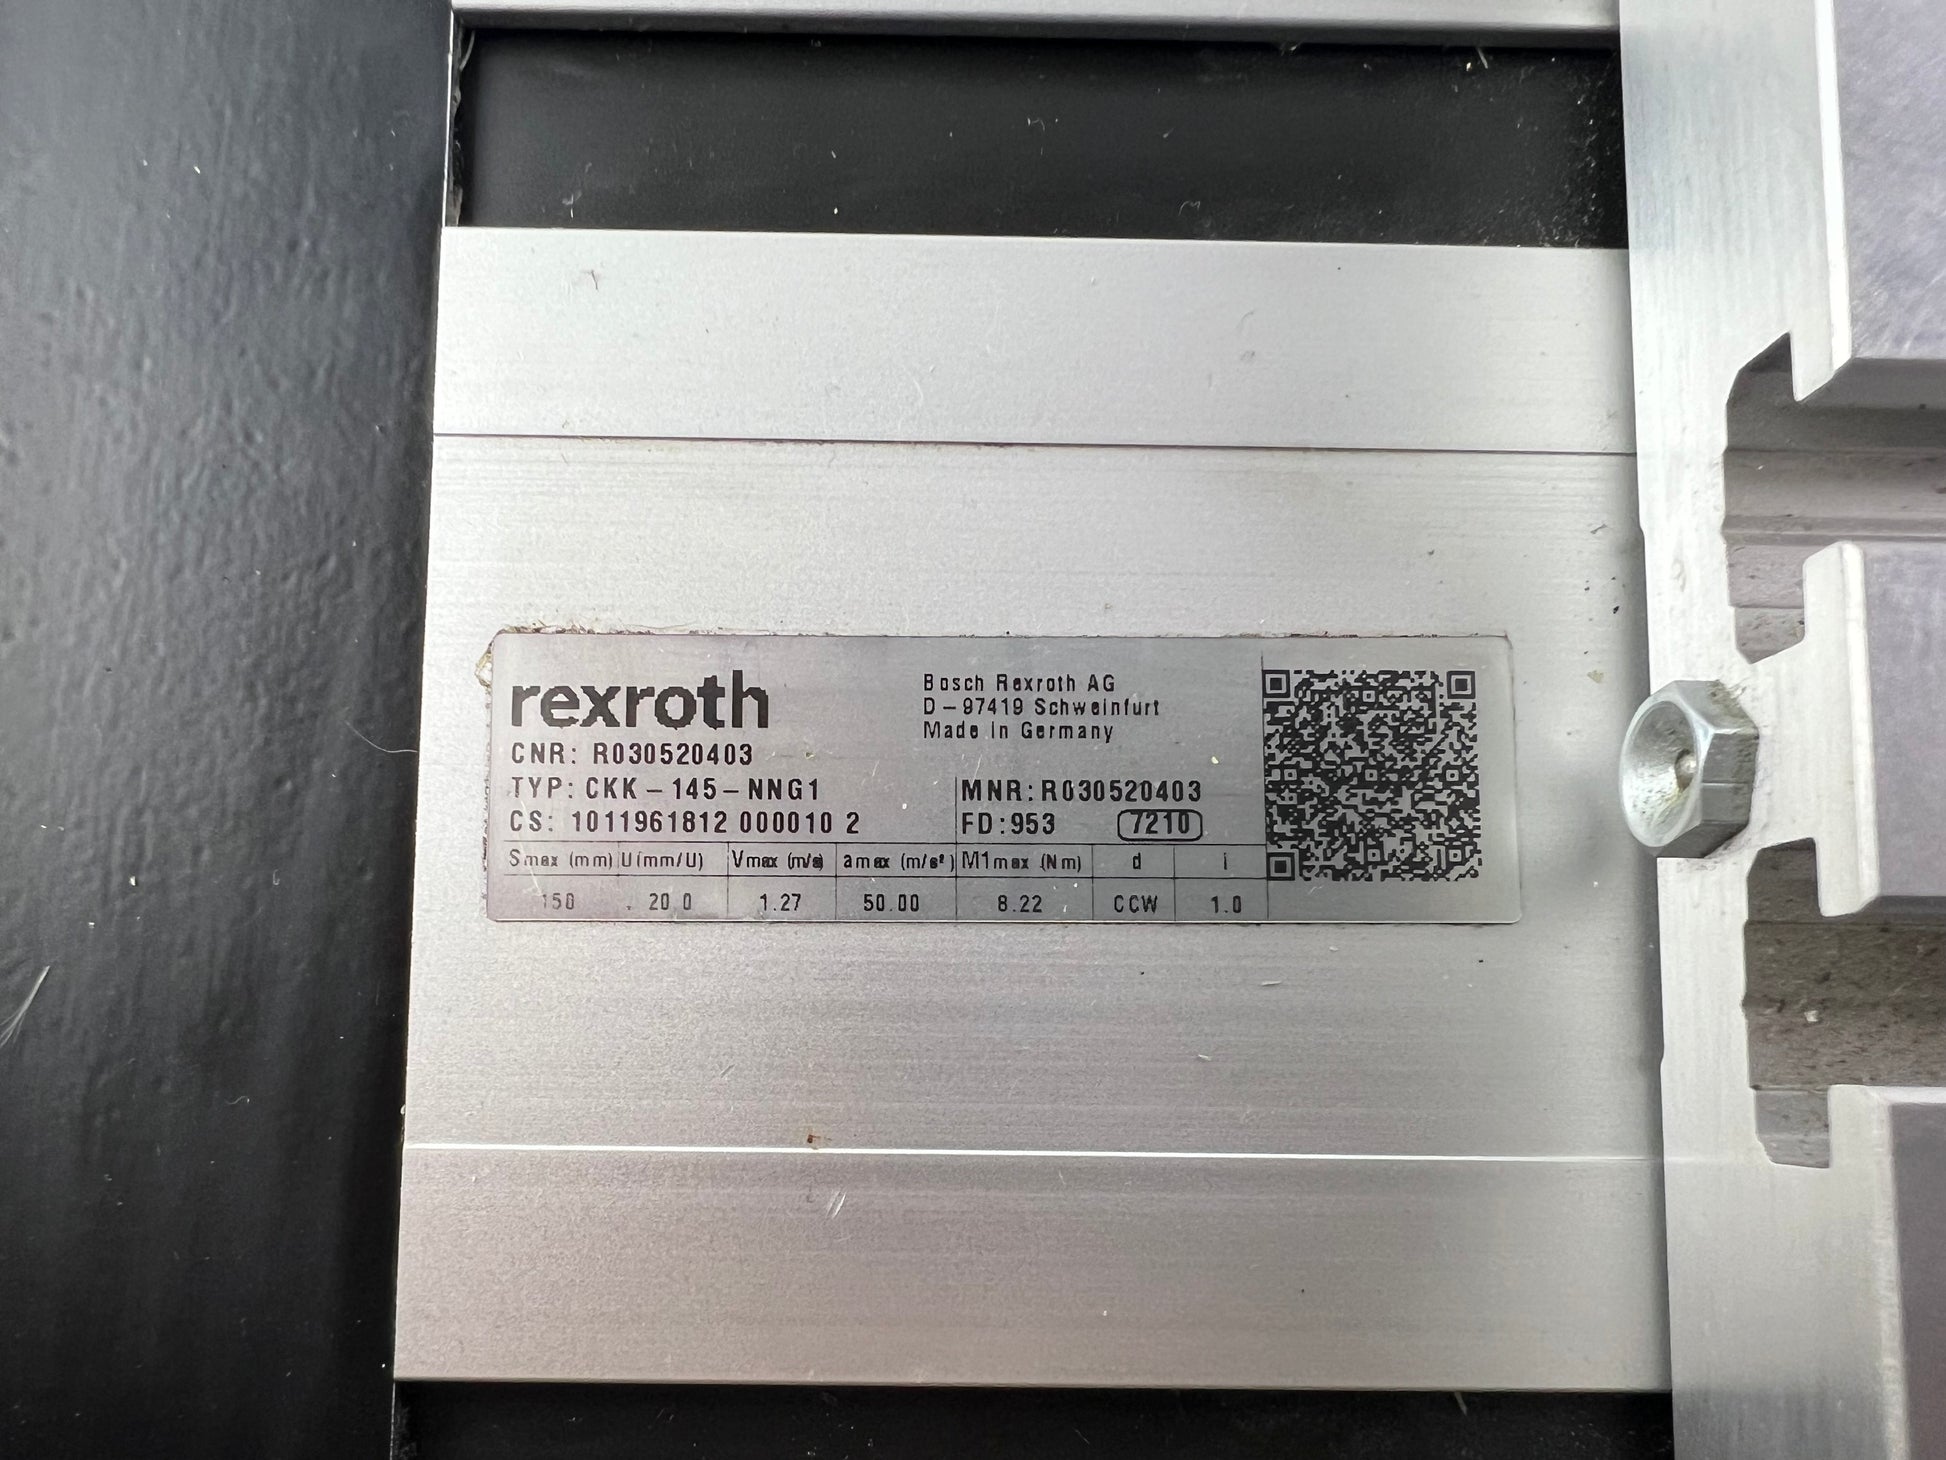 rexroth
Bosch Rexroth AG
D-97419 Schweinfurt
Made in Germany
CNR: R030520403
TYP: CKK-145-NNG1
MNR: R030520403
CS: 1011961812 000010 2
FD: 953 7210
Smax (mm) U(mm/U) Vmax (m/s) amax (m/s²) M1max (Nm) d i
150 20.0 1.27 50.00 8.22 CCW 1.0